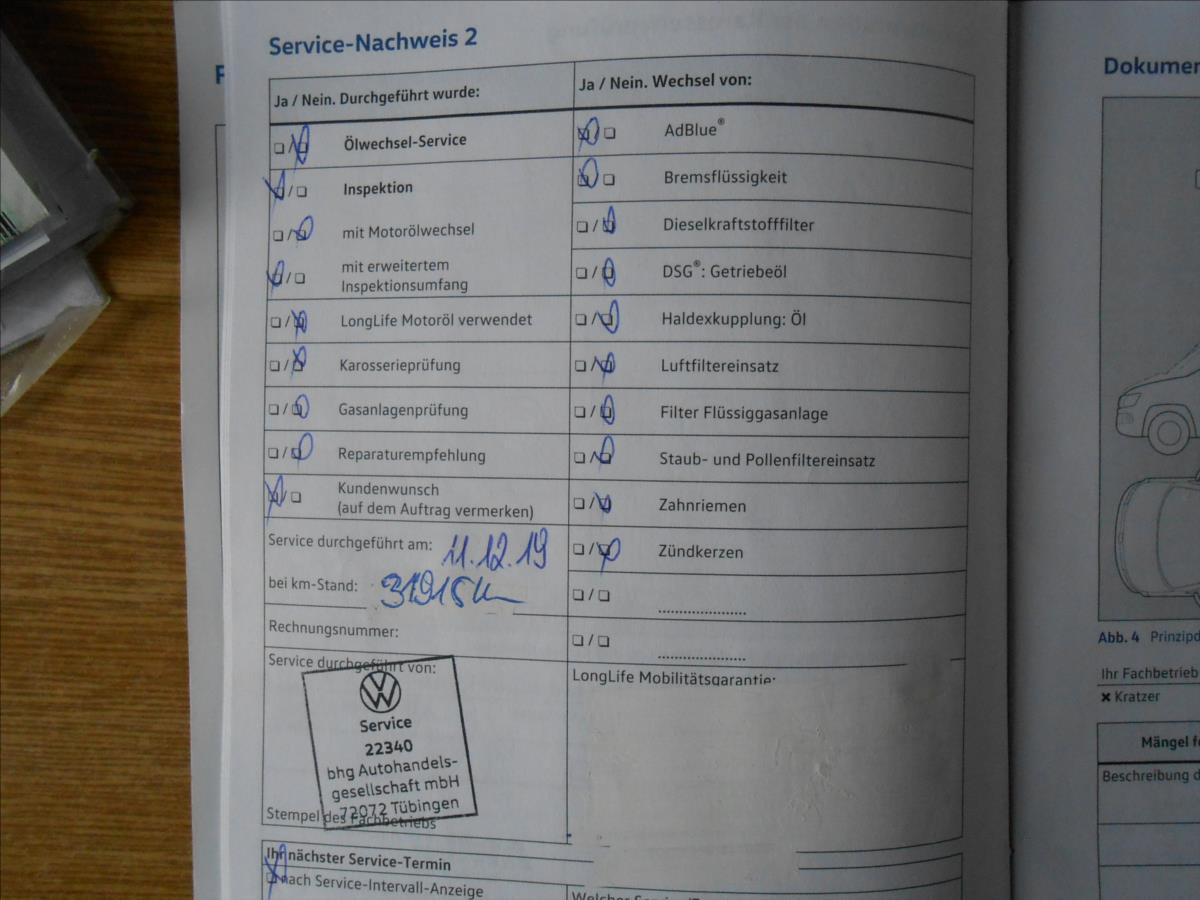 Service-Nachweis 2
Ja / Nein. Durchgeführt wurde:
❏ / ❏ Ölwechsel-Service
❏ / ❏ Inspektion
❏ / ❏ mit Motorölwechsel
❏ / ❏ mit erweitertem
Inspektionsumfang
❏ / ❏ LongLife Motoröl verwendet
❏ / ❏ Karosserieprüfung
❏ / ❏ Gasanlagenprüfung
❏ / ❏ Reparaturempfehlung
❏ / ❏ Kundenwunsch
(auf dem Auftrag vermerken)
Service durchgeführt am: 11.12.19
bei km-Stand: 31915 km
Rechnungsnummer:
Service durchgeführt von:
Service
22340
bhg Autohandels-
gesellschaft mbH
72072 Tübingen
Stempel des Fachbetriebs
Ja / Nein. Wechsel von:
❏ / ❏ AdBlue®
❏ / ❏ Bremsflüssigkeit
❏ / ❏ Dieselkraftstofffilter
❏ / ❏ DSG®: Getriebeöl
❏ / ❏ Haldexkupplung: Öl
❏ / ❏ Luftfiltereinsatz
❏ / ❏ Filter Flüssiggasanlage
❏ / ❏ Staub- und Pollenfiltereinsatz
❏ / ❏ Zahnriemen
❏ / ❏ Zündkerzen
❏ / ❏ ......................
❏ / ❏ ......................
LongLife Mobilitätsgarantie:
Ihr nächster Service-Termin
❏ nach Service-Intervall-Anzeige
Dokumen
Abb. 4 Prinzipd
Ihr Fachbetrieb
✖ Kratzer
Mängel f
Beschreibung d